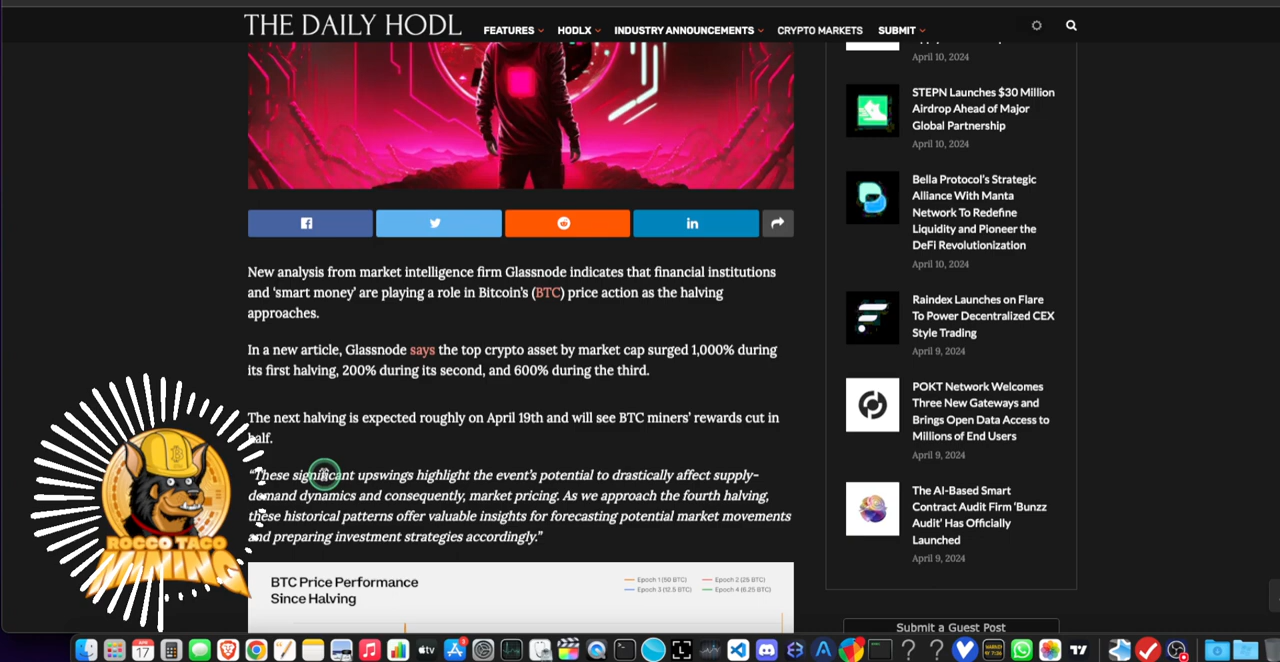 THE DAILY HODL
FEATURES
HODLX
INDUSTRY ANNOUNCEMENTS
CRYPTO MARKETS
SUBMIT
New analysis from market intelligence firm Glassnode indicates that financial institutions
and ‘smart money’ are playing a role in Bitcoin’s (BTC) price action as the halving
approaches.
In a new article, Glassnode says the top crypto asset by market cap surged 1,000% during
its first halving, 200% during its second, and 600% during the third.
The next halving is expected roughly on April 19th and will see BTC miners’ rewards cut in
half.
“These significant upswings highlight the event’s potential to drastically affect supply-
demand dynamics and consequently, market pricing. As we approach the fourth halving,
these historical patterns offer valuable insights for forecasting potential market movements
and preparing investment strategies accordingly.”
BTC Price Performance
Since Halving
Epoch 1 (50 BTC)
Epoch 2 (25 BTC)
Epoch 3 (12.5 BTC)
Epoch 4 (6.25 BTC)
April 10, 2024
STEPN Launches $30 Million
Airdrop Ahead of Major
Global Partnership
April 10, 2024
Bella Protocol’s Strategic
Alliance With Manta
Network To Redefine
Liquidity and Pioneer the
DeFi Revolutionization
April 10, 2024
Raindex Launches on Flare
To Power Decentralized CEX
Style Trading
April 9, 2024
POKT Network Welcomes
Three New Gateways and
Brings Open Data Access to
Millions of End Users
April 9, 2024
The AI-Based Smart
Contract Audit Firm ‘Bunzz
Audit’ Has Officially
Launched
April 9, 2024
Submit a Guest Post
ROCCO TACO
MINING
17
tv